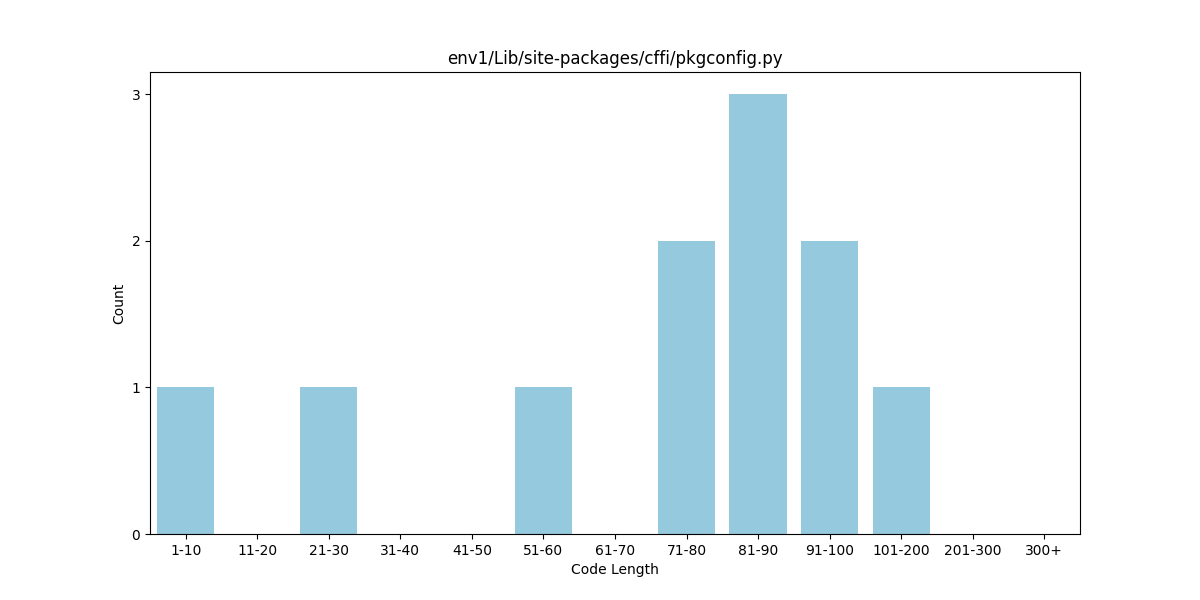 env1/Lib/site-packages/cffi/pkgconfig.py
3
2
1
0
Count
1-10 11-20 21-30 31-40 41-50 51-60 61-70 71-80 81-90 91-100 101-200 201-300 300+
Code Length